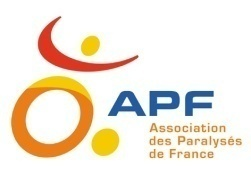 APF
Association
des Paralysés
de France